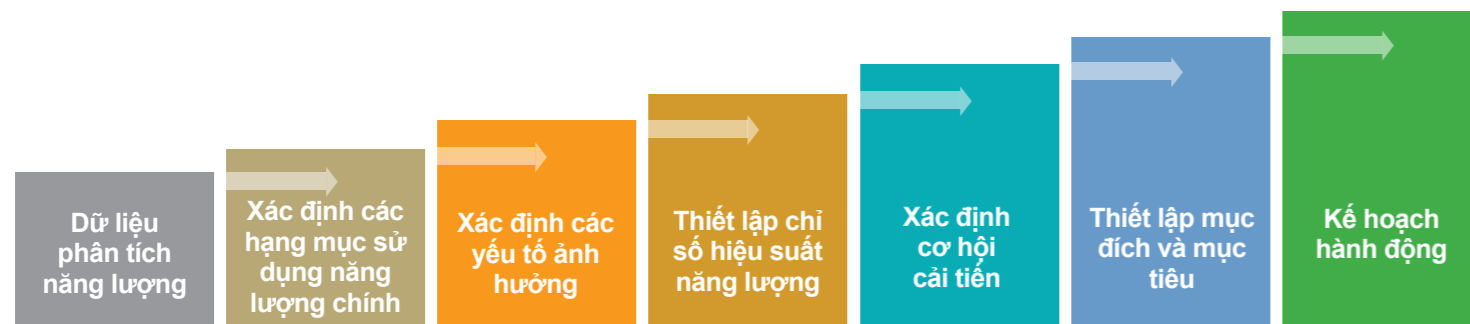 Dữ liệu
phân tích
năng lượng
Xác định các
hạng mục sử
dụng năng
lượng chính
Xác định các
yếu tố ảnh
hưởng
Thiết lập chỉ
số hiệu suất
năng lượng
Xác định
cơ hội
cải tiến
Thiết lập mục
đích và mục
tiêu
Kế hoạch
hành động